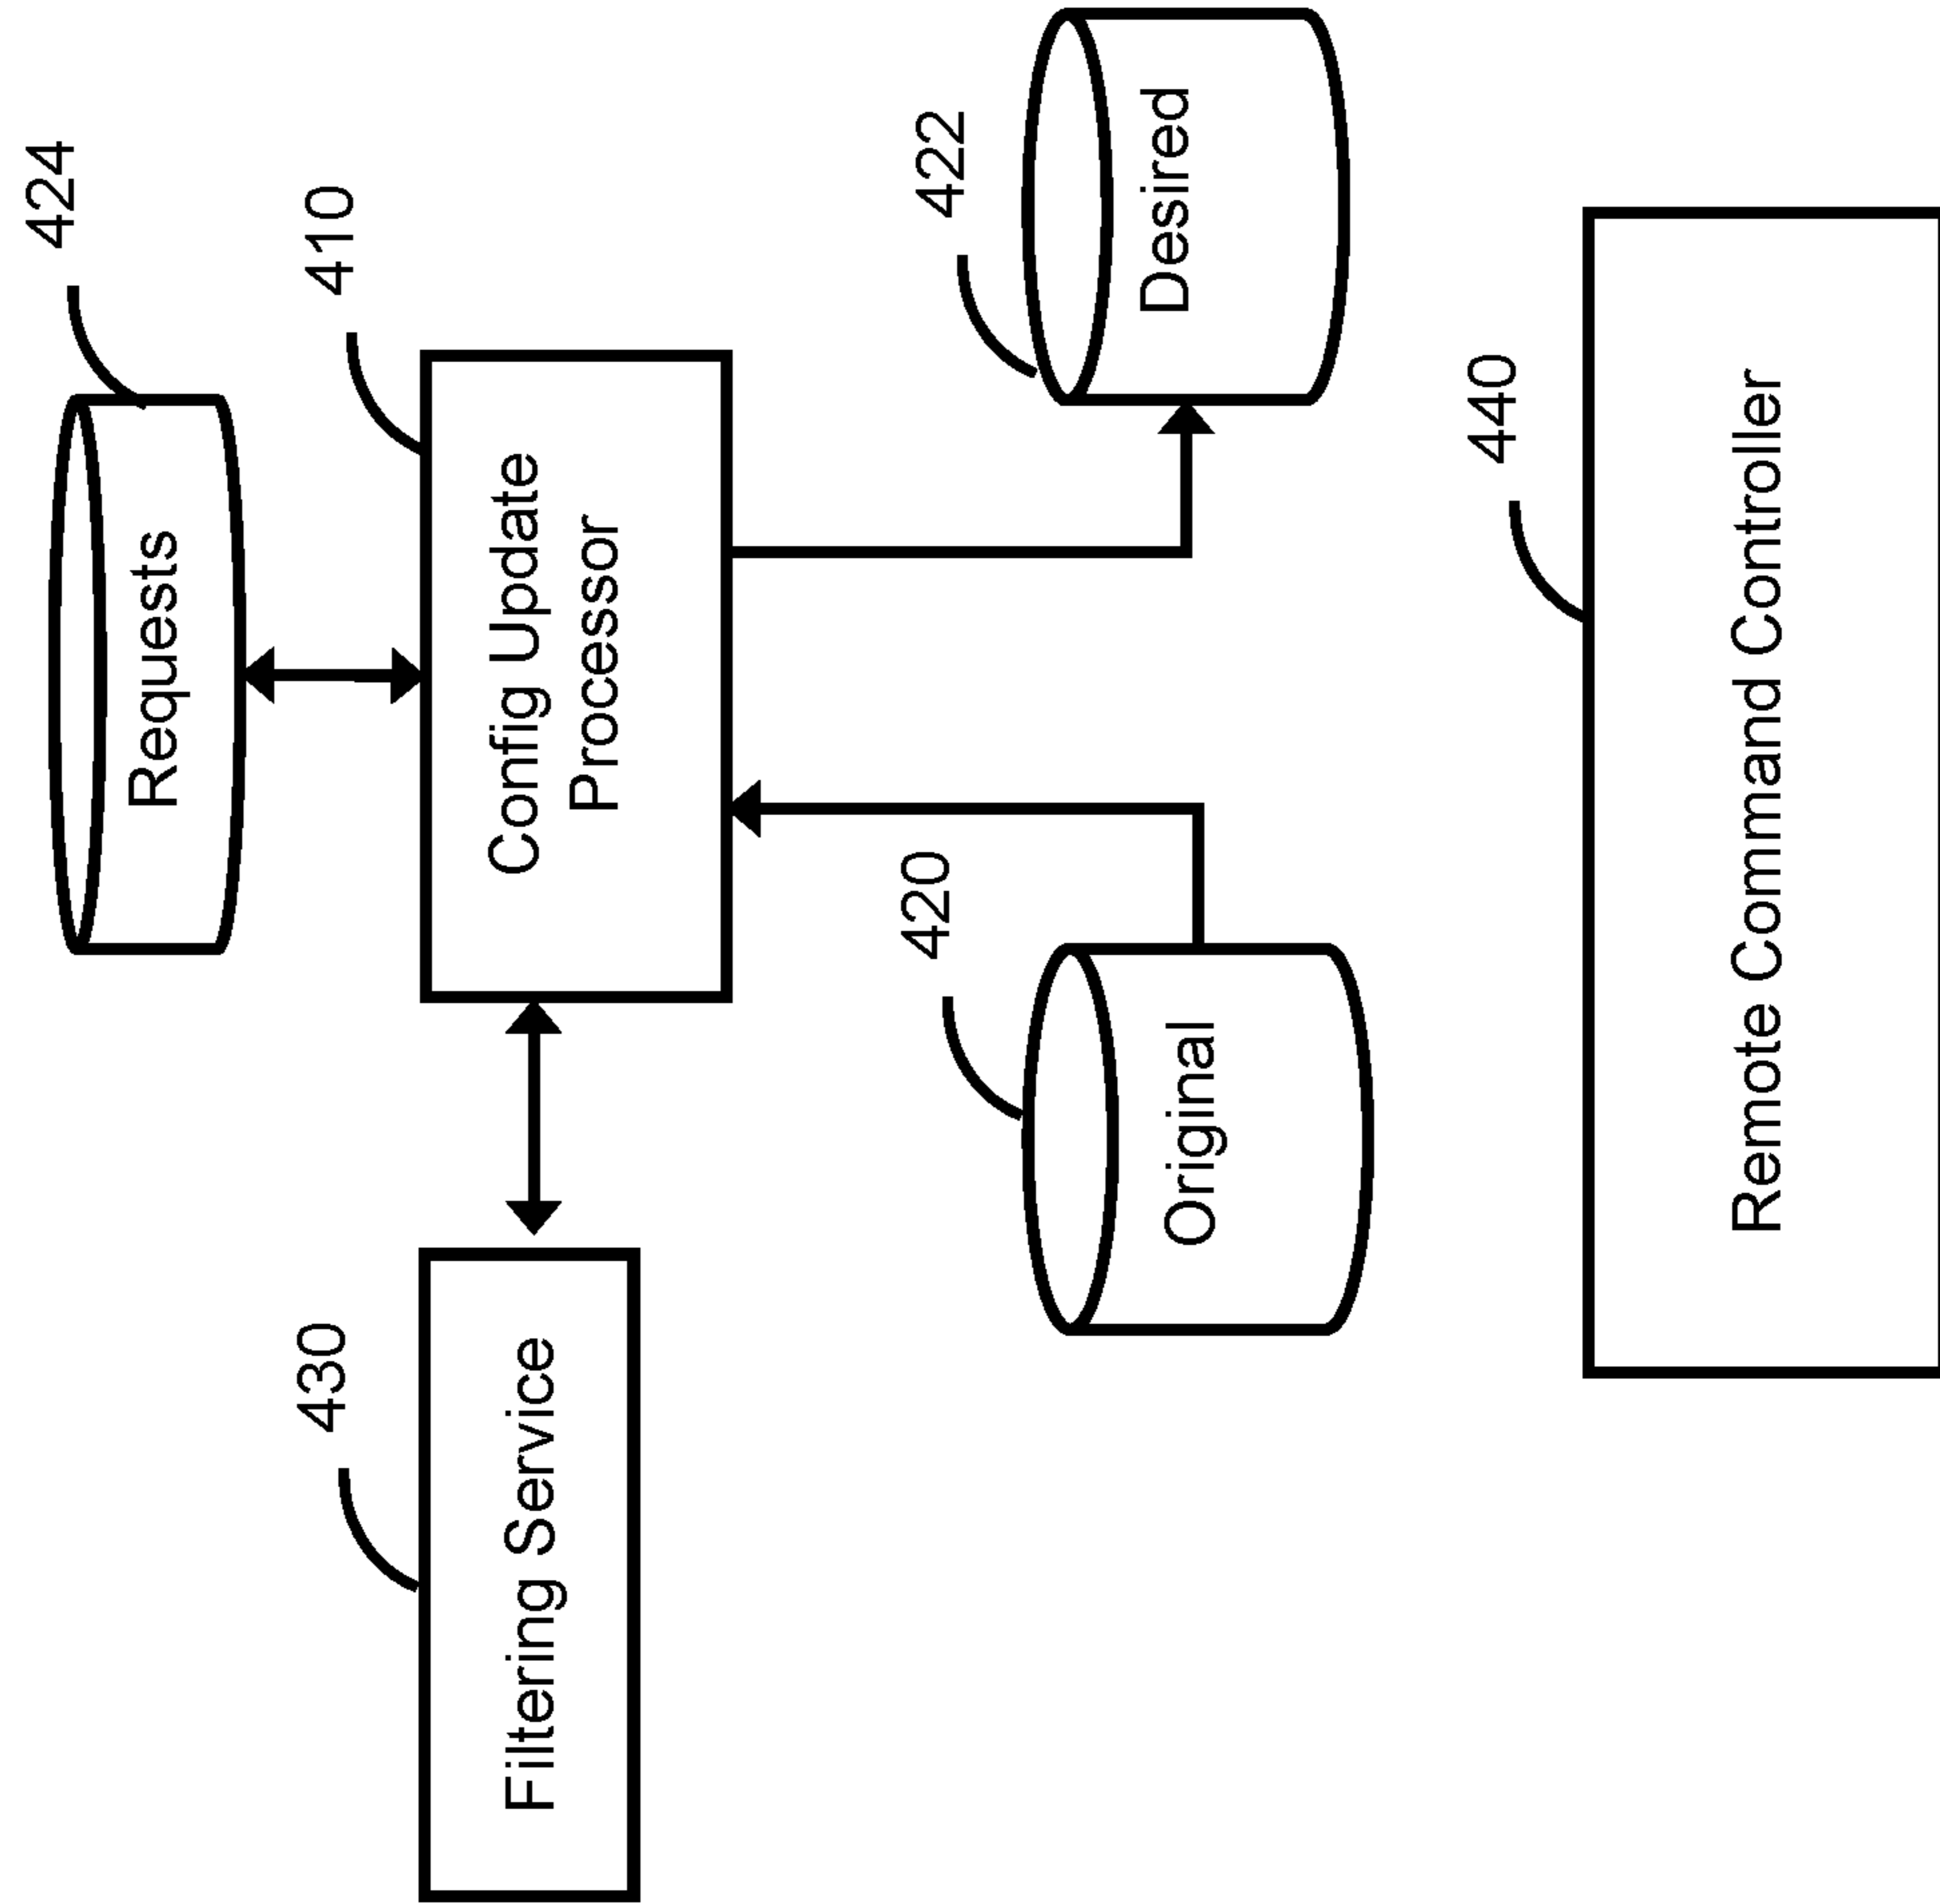 424
Requests
410
Config Update
Processor
430
Filtering Service
420
Original
422
Desired
440
Remote Command Controller